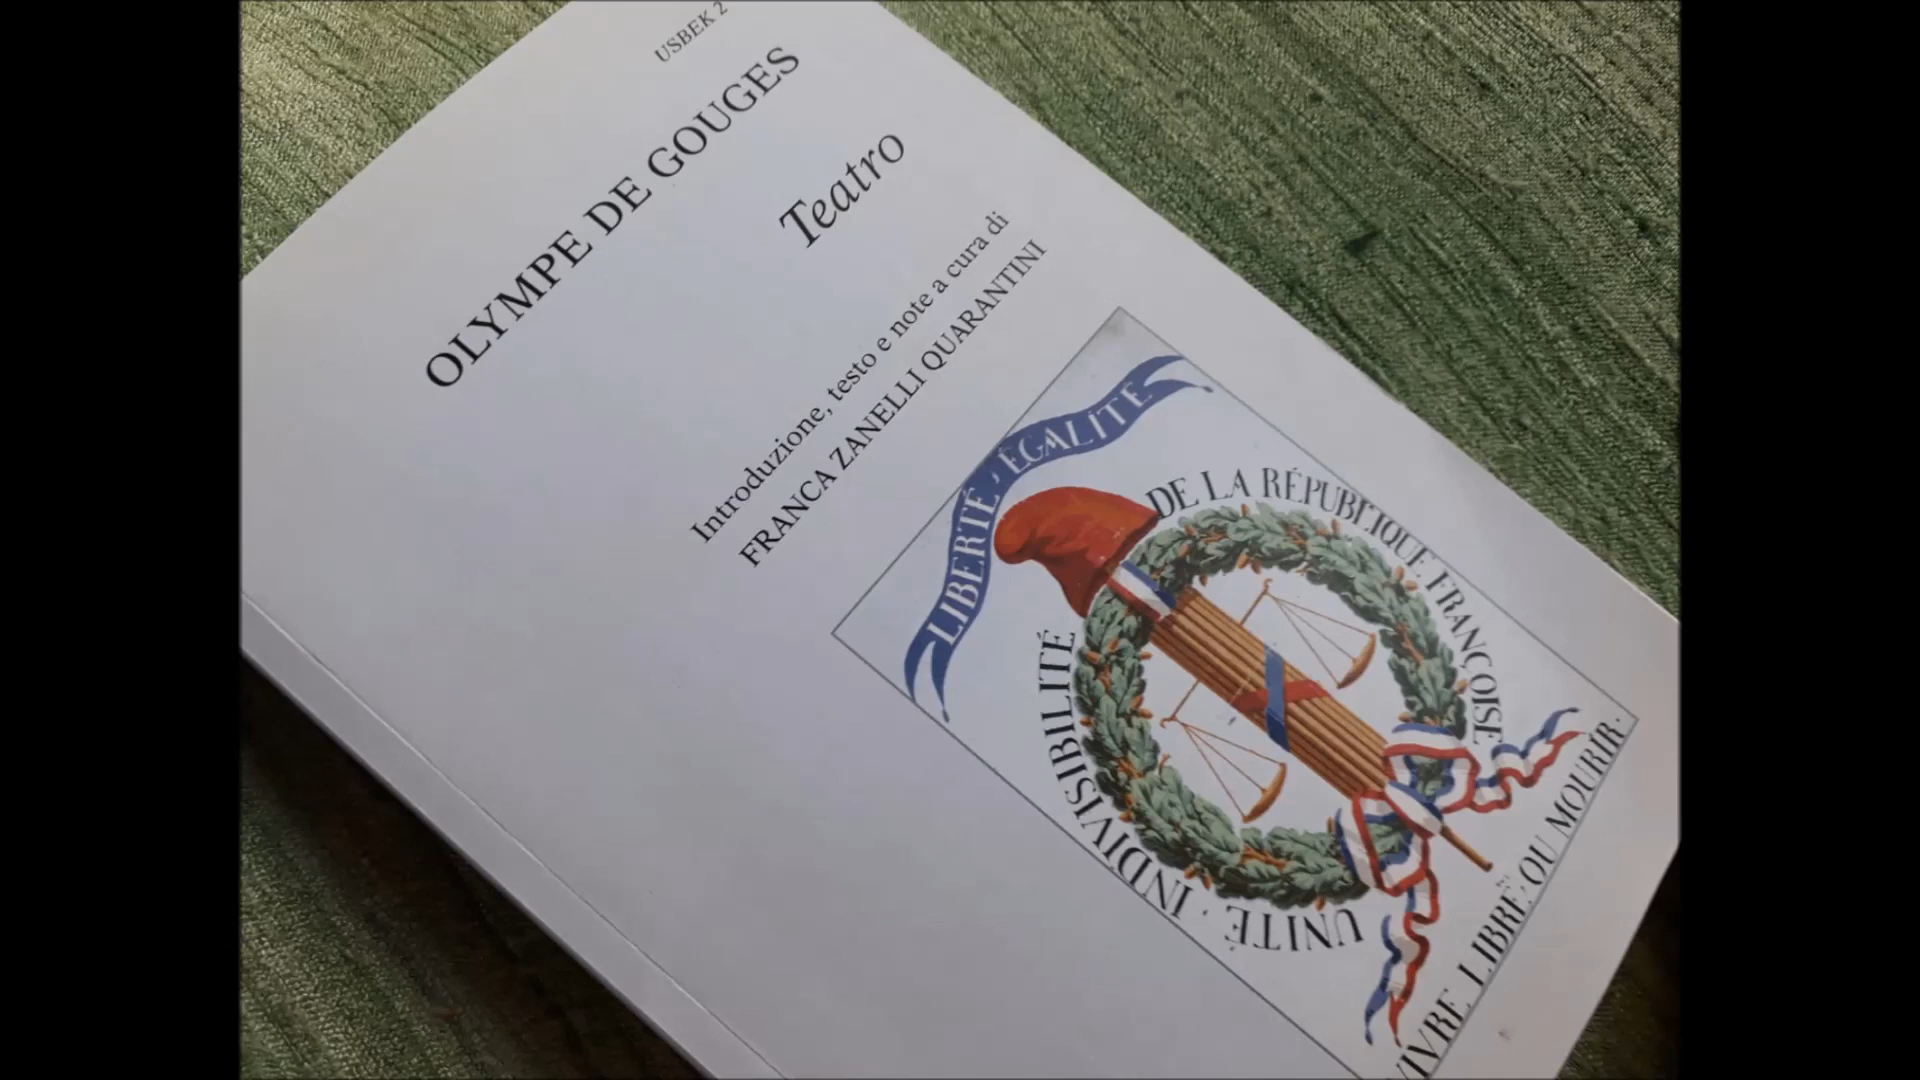 USBEK 2
OLYMPE DE GOUGES
Teatro
Introduzione, testo e note a cura di
FRANCA ZANELLI QUARANTINI
LIBERTÉ, ÉGALITÉ
UNITÉ · INDIVISIBILITÉ
DE LA RÉPUBLIQUE FRANÇOISE
VIVRE LIBRE OU MOURIR.